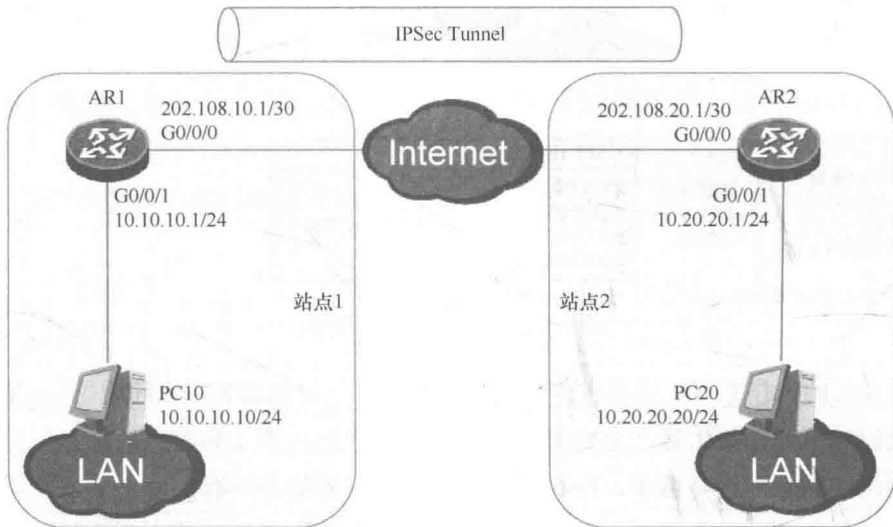 IPSec Tunnel
AR1
202.108.10.1/30
G0/0/0
G0/0/1
10.10.10.1/24
站点1
PC10
10.10.10.10/24
LAN
Internet
202.108.20.1/30
G0/0/0
AR2
G0/0/1
10.20.20.1/24
站点2
PC20
10.20.20.20/24
LAN